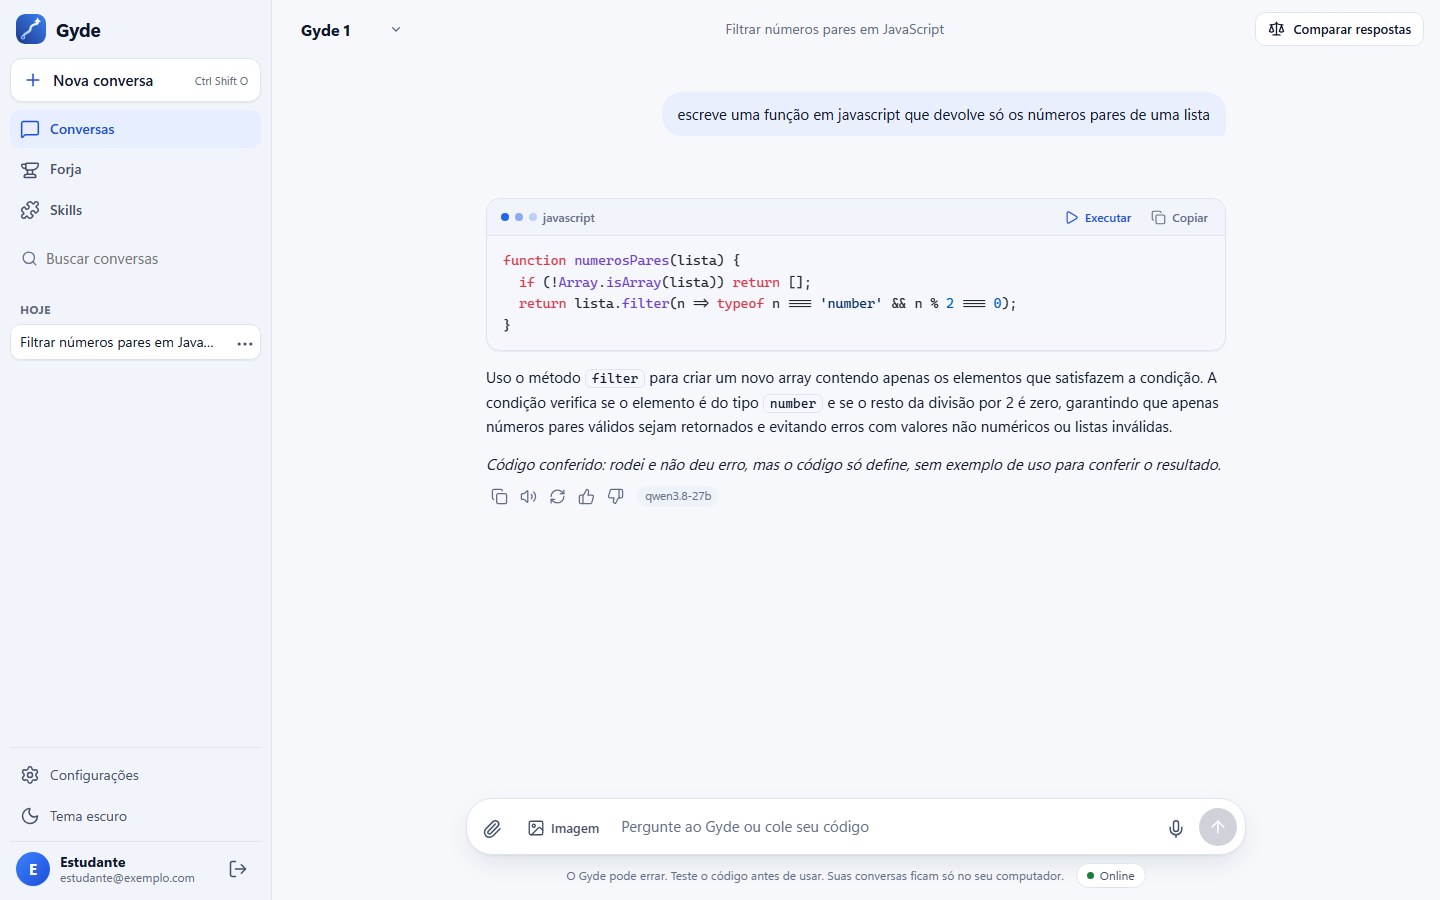 Gyde
Nova conversa
Ctrl Shift O
Conversas
Forja
Skills
Buscar conversas
HOJE
Filtrar números pares em Java...
Configurações
Tema escuro
E
Estudante
estudante@exemplo.com
Gyde 1
Filtrar números pares em JavaScript
Comparar respostas
escreve uma função em javascript que devolve só os números pares de uma lista
javascript
Executar
Copiar
function numerosPares(lista) {
  if (!Array.isArray(lista)) return [];
  return lista.filter(n => typeof n === 'number' && n % 2 === 0);
}
Uso o método filter para criar um novo array contendo apenas os elementos que satisfazem a condição. A
condição verifica se o elemento é do tipo number e se o resto da divisão por 2 é zero, garantindo que apenas
números pares válidos sejam retornados e evitando erros com valores não numéricos ou listas inválidas.
Código conferido: rodei e não deu erro, mas o código só define, sem exemplo de uso para conferir o resultado.
qwen3.8-27b
Imagem
Pergunte ao Gyde ou cole seu código
O Gyde pode errar. Teste o código antes de usar. Suas conversas ficam só no seu computador.
Online